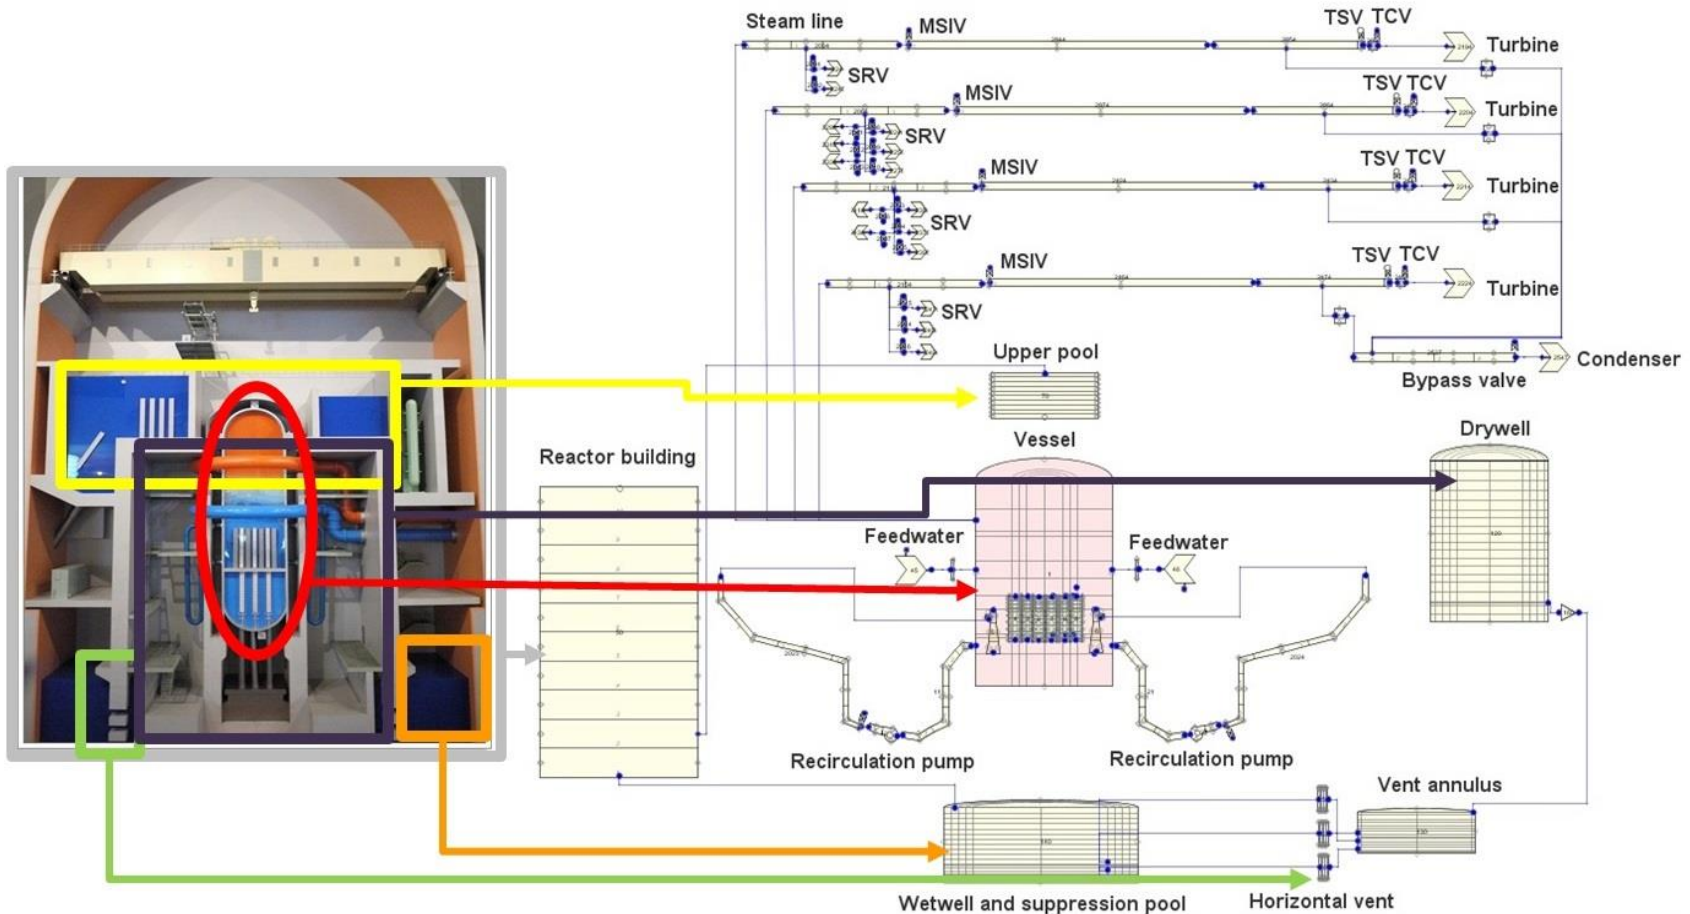 Steam line
MSIV
TSV TCV
Turbine
SRV
MSIV
TSV TCV
Turbine
SRV
MSIV
TSV TCV
Turbine
SRV
MSIV
TSV TCV
Turbine
SRV
Upper pool
Condenser
Bypass valve
Vessel
Drywell
Reactor building
Feedwater
Feedwater
Recirculation pump
Recirculation pump
Vent annulus
Wetwell and suppression pool
Horizontal vent